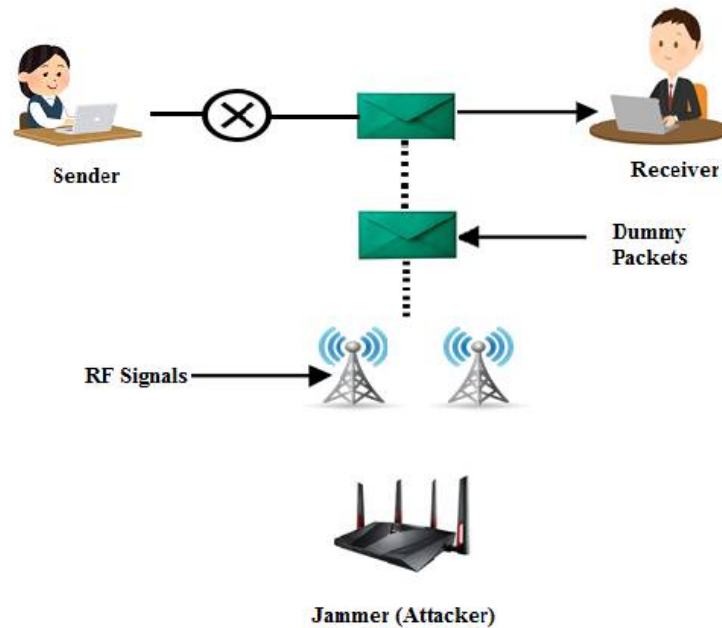 Sender
Receiver
Dummy
Packets
RF Signals
Jammer (Attacker)